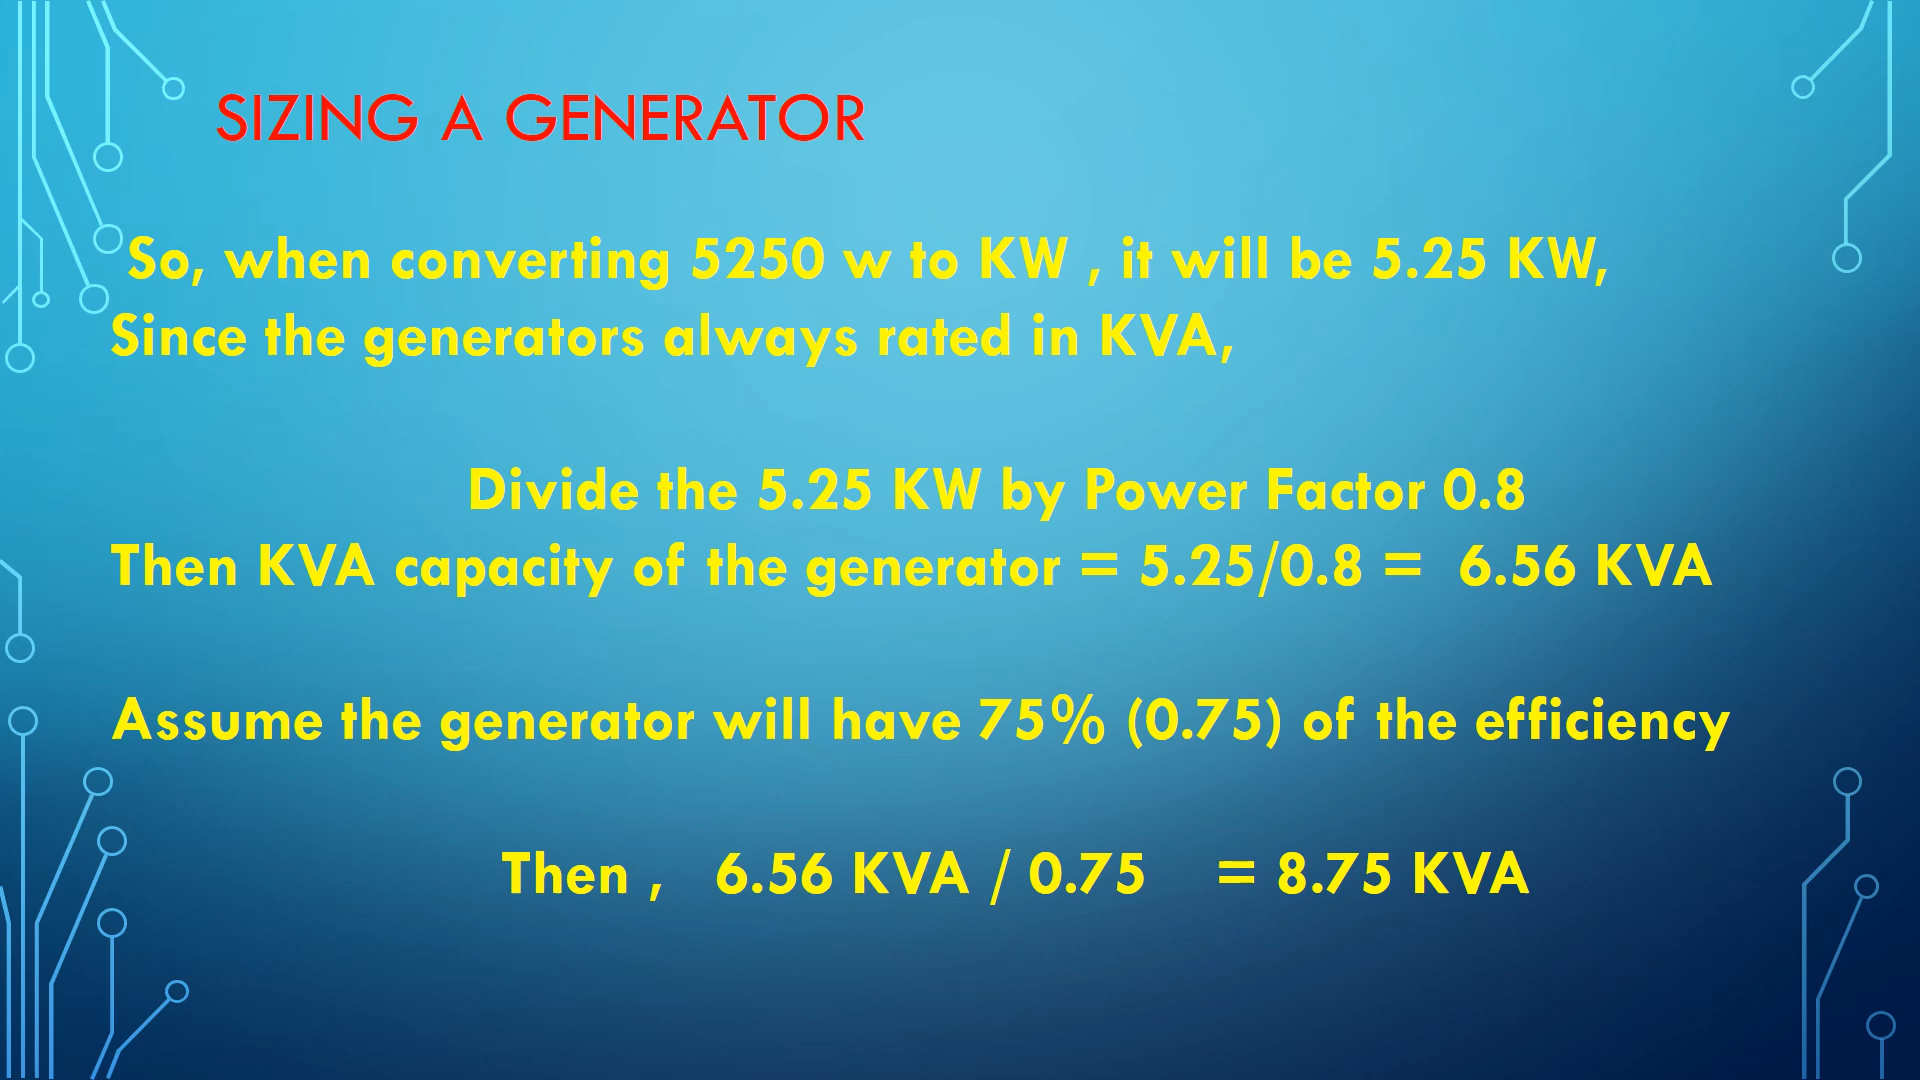 SIZING A GENERATOR
So, when converting 5250 w to KW , it will be 5.25 KW,
Since the generators always rated in KVA,
Divide the 5.25 KW by Power Factor 0.8
Then KVA capacity of the generator = 5.25/0.8 = 6.56 KVA
Assume the generator will have 75% (0.75) of the efficiency
Then , 6.56 KVA / 0.75 = 8.75 KVA